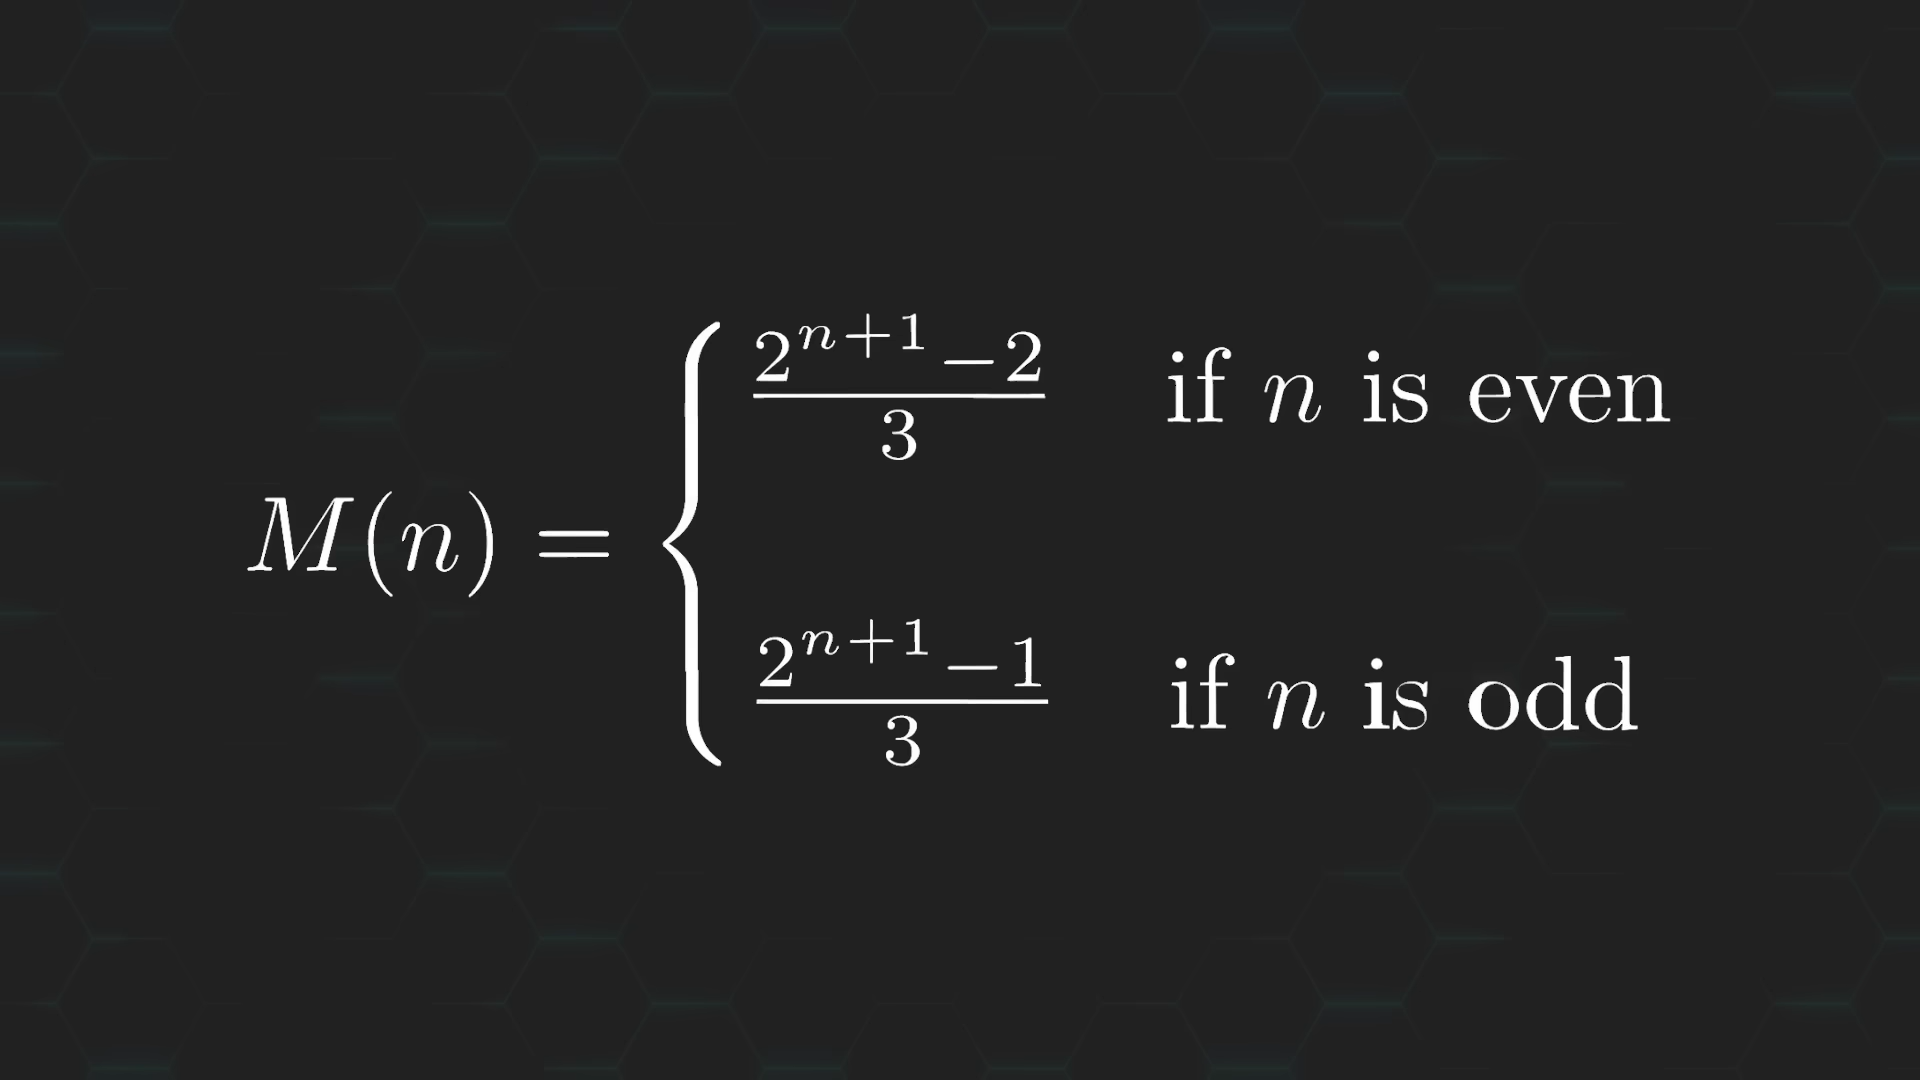 M(n) = { (2^{n+1} − 2)/3 if n is even
(2^{n+1} − 1)/3 if n is odd